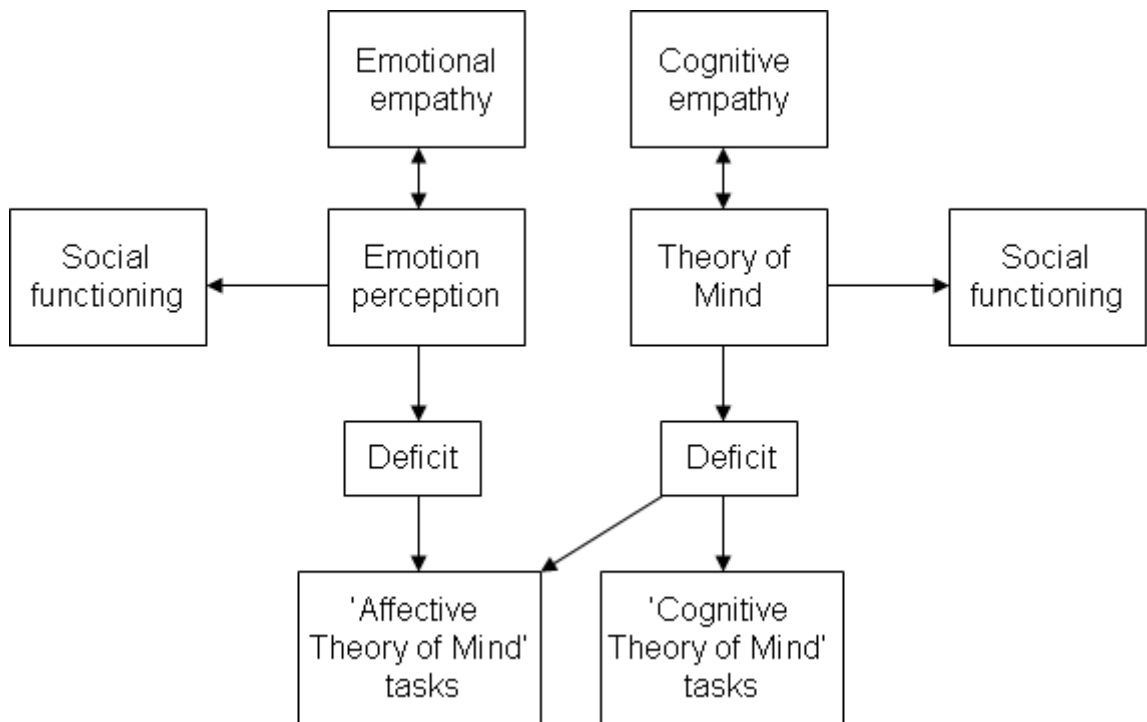 Emotional
empathy
Cognitive
empathy
Social
functioning
Emotion
perception
Theory of
Mind
Social
functioning
Deficit
Deficit
'Affective
Theory of Mind'
tasks
'Cognitive
Theory of Mind'
tasks